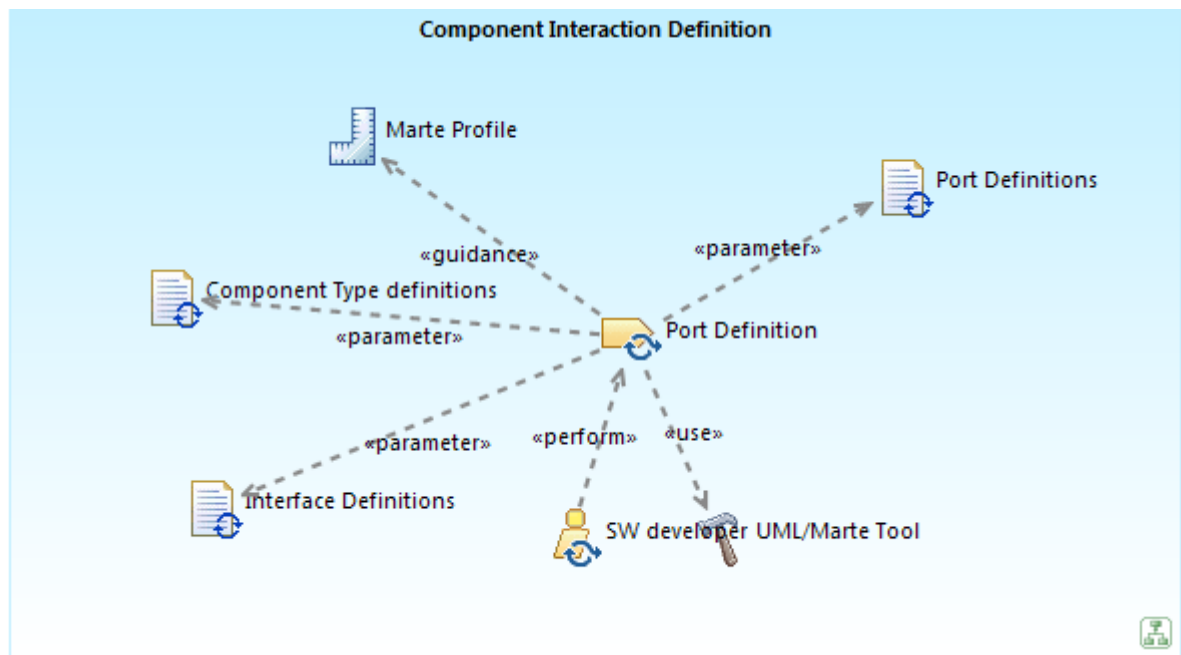 Component Interaction Definition
Marte Profile
Port Definitions
«guidance»
«parameter»
Component Type definitions
«parameter»
Port Definition
«parameter»
«perform»
«use»
Interface Definitions
SW developer
UML/Marte Tool